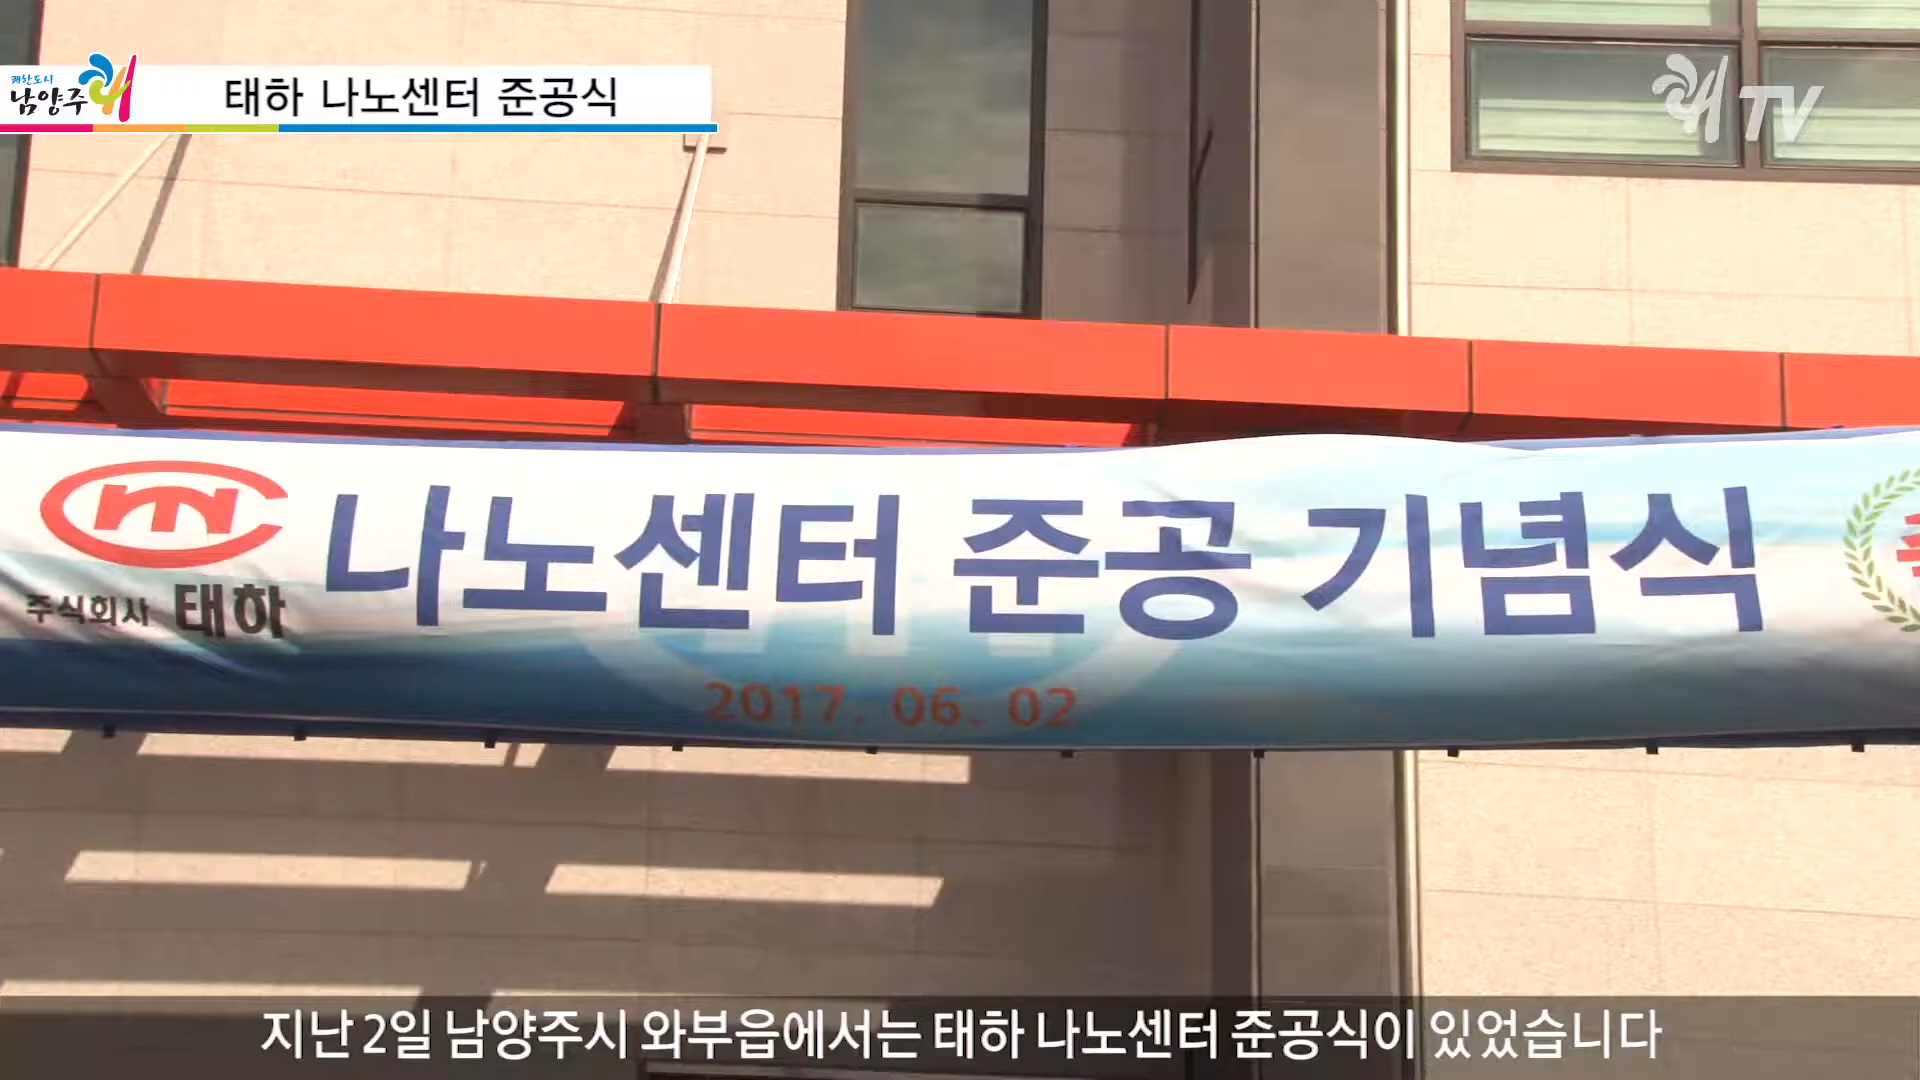 쾌한도시
남양주
태하 나노센터 준공식
TV
나노센터 준공 기념식
주식회사 태하
2017. 06. 02
지난 2일 남양주시 와부읍에서는 태하 나노센터 준공식이 있었습니다